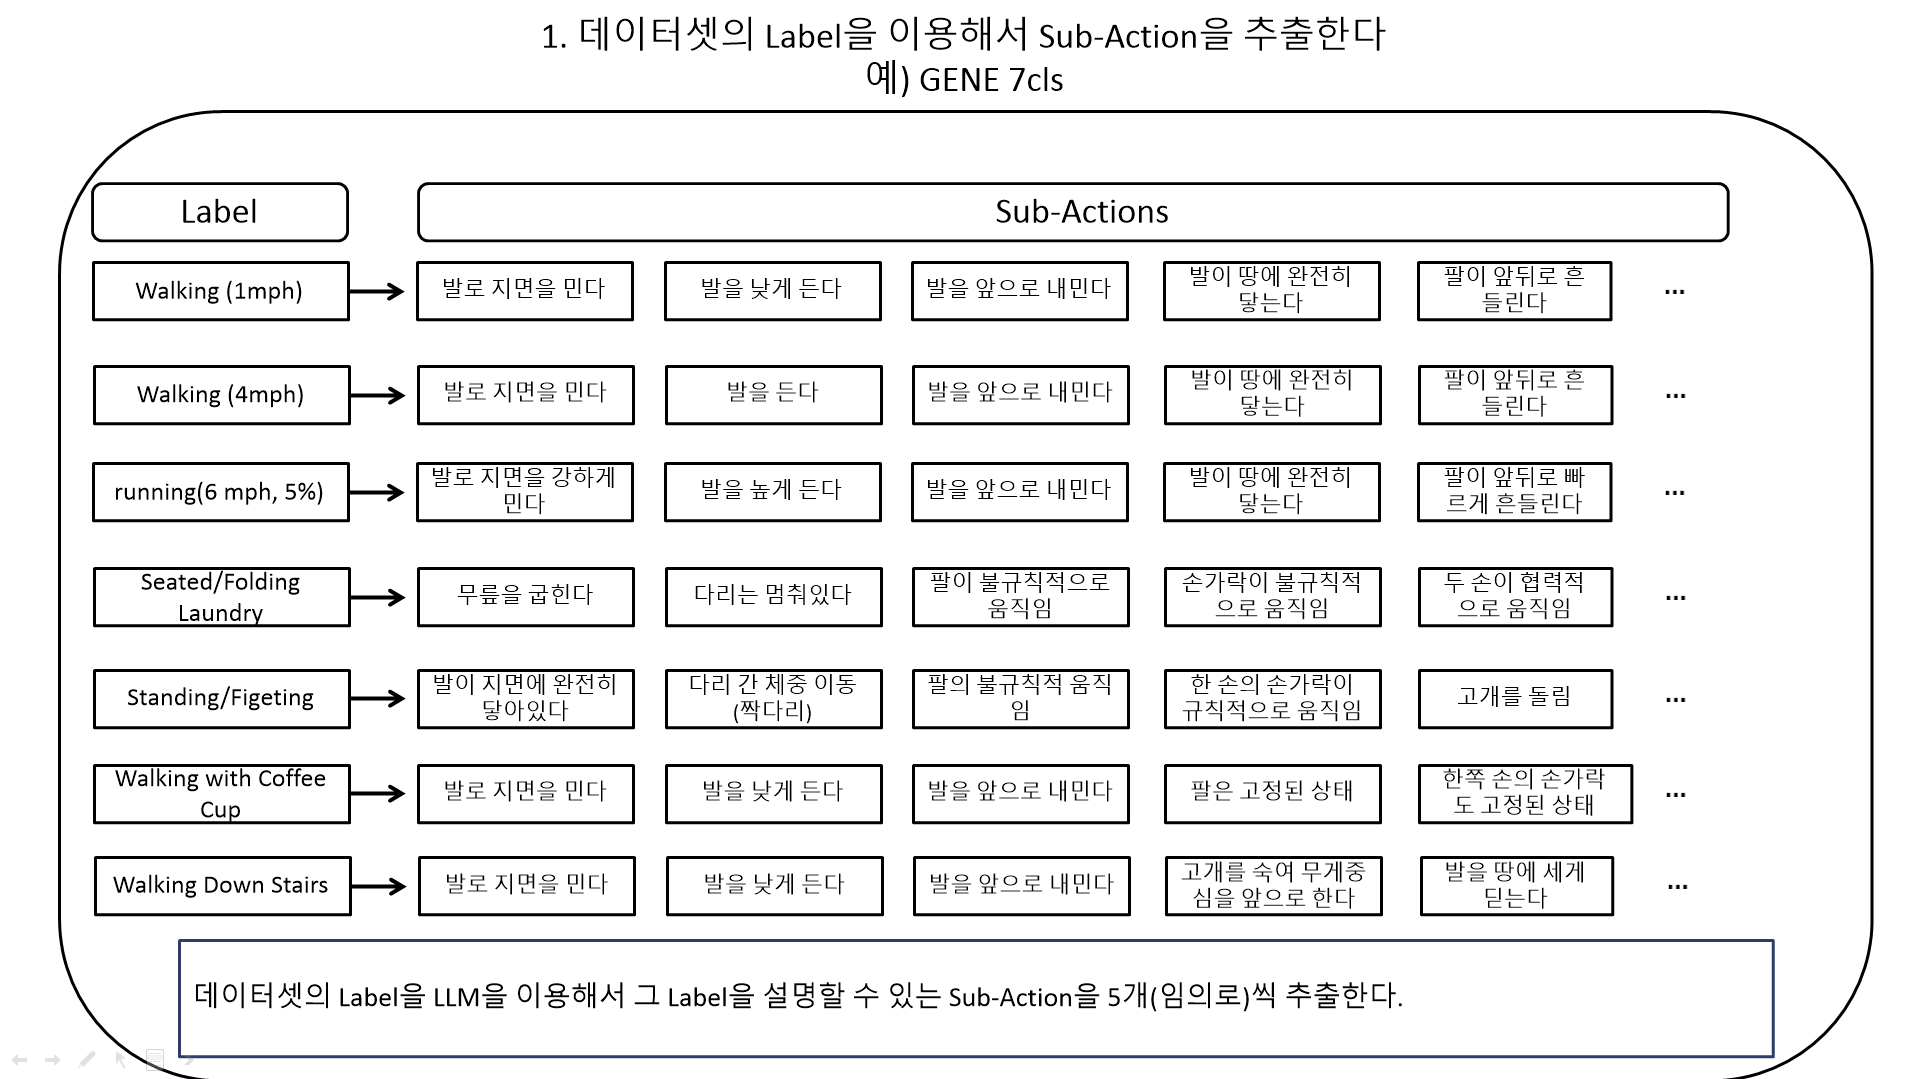 1. 데이터셋의 Label을 이용해서 Sub-Action을 추출한다
예) GENE 7cls
Label
Sub-Actions
Walking (1mph)
발로 지면을 민다
발을 낮게 든다
발을 앞으로 내민다
발이 땅에 완전히
닿는다
팔이 앞뒤로 흔
들린다
...
Walking (4mph)
발로 지면을 민다
발을 든다
발을 앞으로 내민다
발이 땅에 완전히
닿는다
팔이 앞뒤로 흔
들린다
...
running(6 mph, 5%)
발로 지면을 강하게
민다
발을 높게 든다
발을 앞으로 내민다
발이 땅에 완전히
닿는다
팔이 앞뒤로 빠
르게 흔들린다
...
Seated/Folding
Laundry
무릎을 굽힌다
다리는 멈춰있다
팔이 불규칙적으로
움직임
손가락이 불규칙적
으로 움직임
두 손이 협력적
으로 움직임
...
Standing/Figeting
발이 지면에 완전히
닿아있다
다리 간 체중 이동
(짝다리)
팔의 불규칙적 움직
임
한 손의 손가락이
규칙적으로 움직임
고개를 돌림
...
Walking with Coffee
Cup
발로 지면을 민다
발을 낮게 든다
발을 앞으로 내민다
팔은 고정된 상태
한쪽 손의 손가락
도 고정된 상태
...
Walking Down Stairs
발로 지면을 민다
발을 낮게 든다
발을 앞으로 내민다
고개를 숙여 무게중
심을 앞으로 한다
발을 땅에 세게
딛는다
...
데이터셋의 Label을 LLM을 이용해서 그 Label을 설명할 수 있는 Sub-Action을 5개(임의로)씩 추출한다.